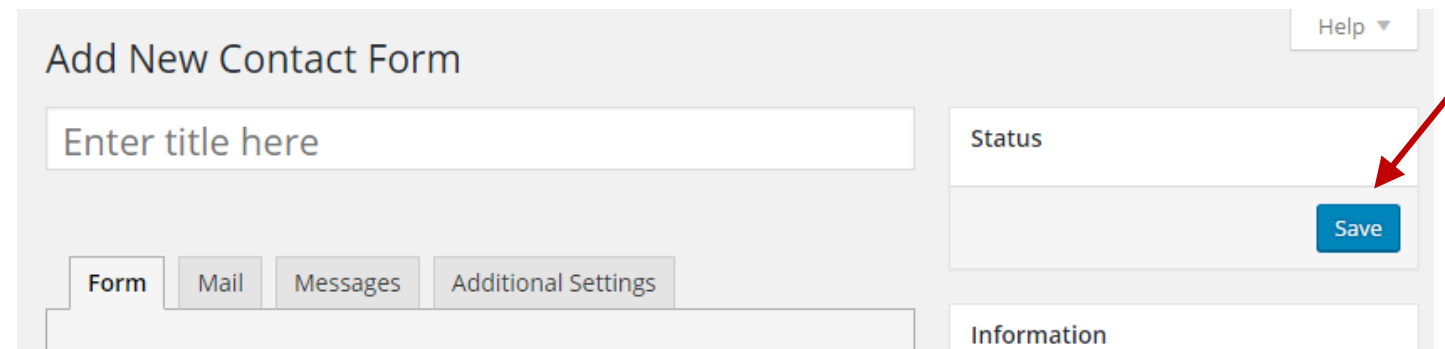 Help
Add New Contact Form
Enter title here
Status
Save
Form Mail Messages Additional Settings
Information